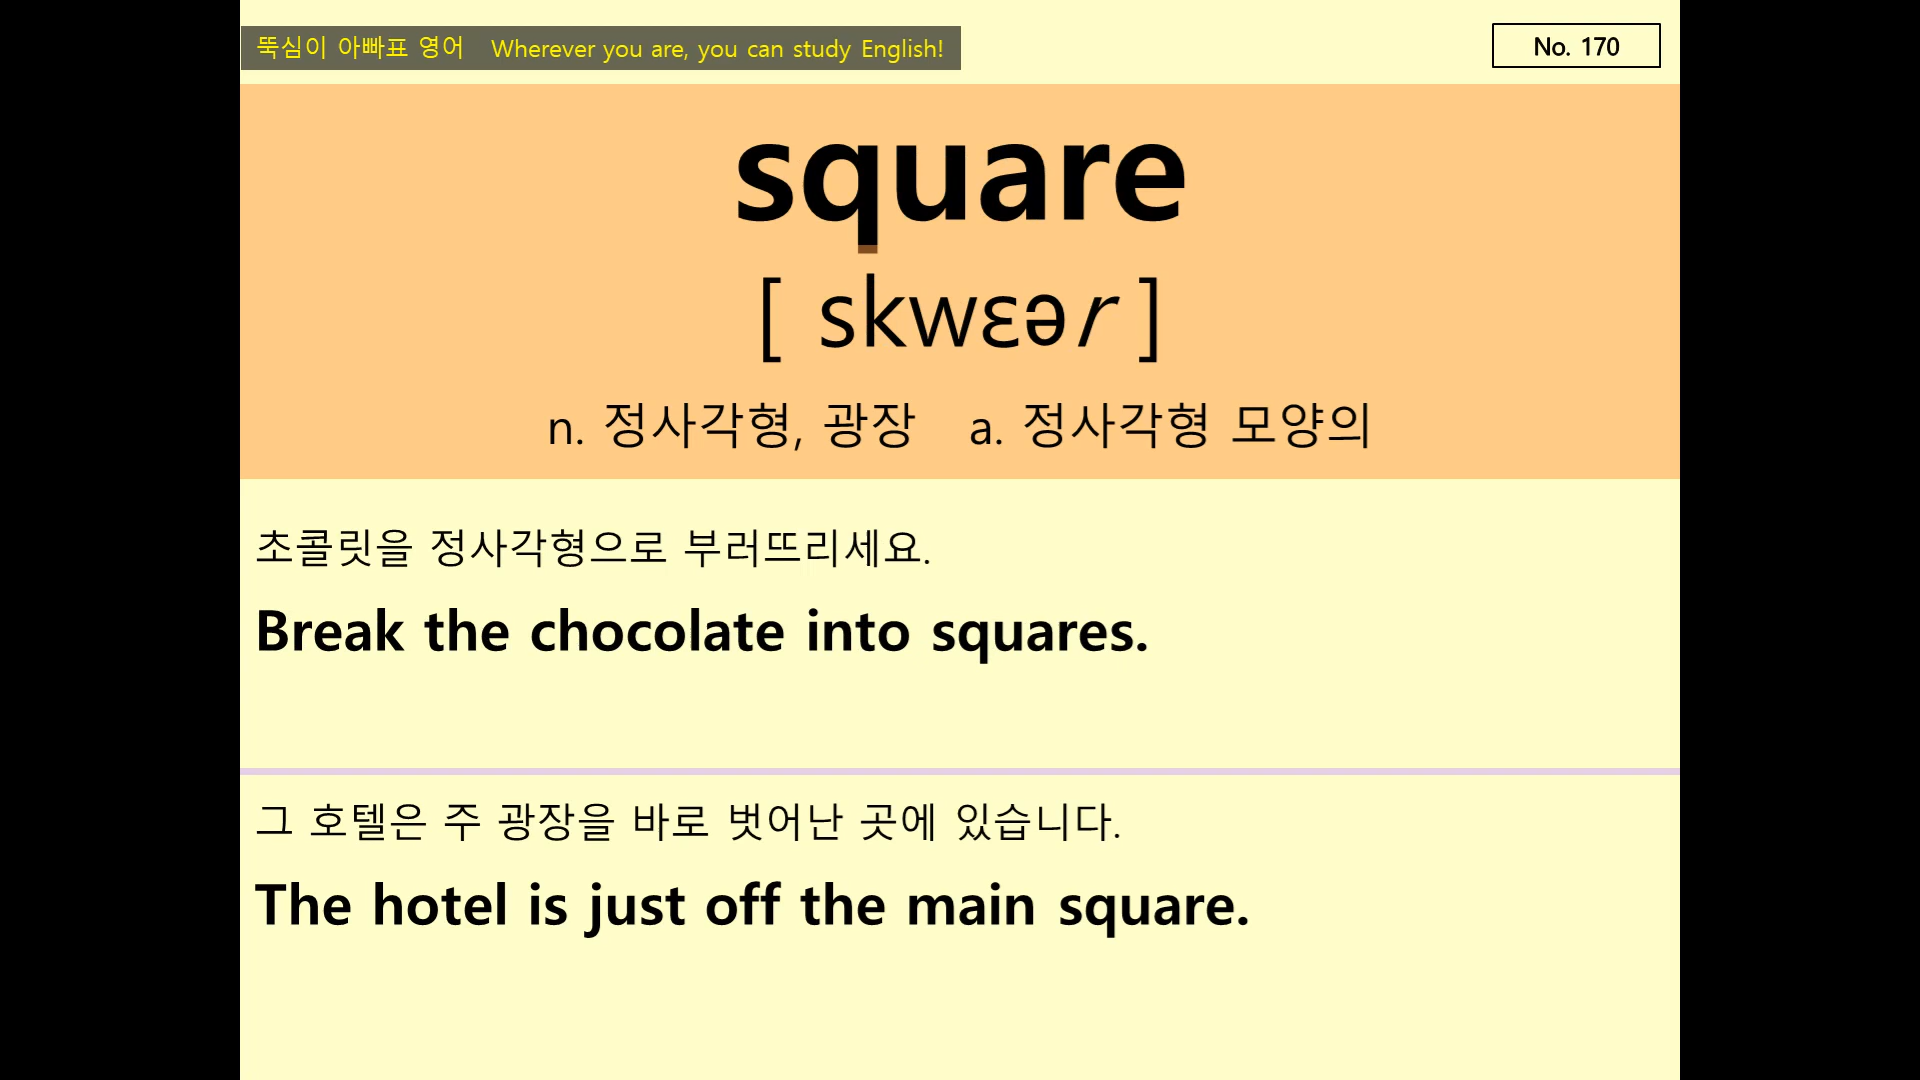 뚝심이 아빠표 영어 Wherever you are, you can study English!
No. 170
square
[ skwɛər ]
n. 정사각형, 광장 a. 정사각형 모양의
초콜릿을 정사각형으로 부러뜨리세요.
Break the chocolate into squares.
그 호텔은 주 광장을 바로 벗어난 곳에 있습니다.
The hotel is just off the main square.